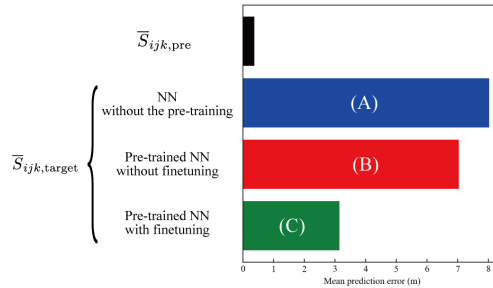 S̅ijk,pre
NN
without the pre-training
(A)
S̅ijk,target
Pre-trained NN
without finetuning
(B)
Pre-trained NN
with finetuning
(C)
0 1 2 3 4 5 6 7 8
Mean prediction error (m)